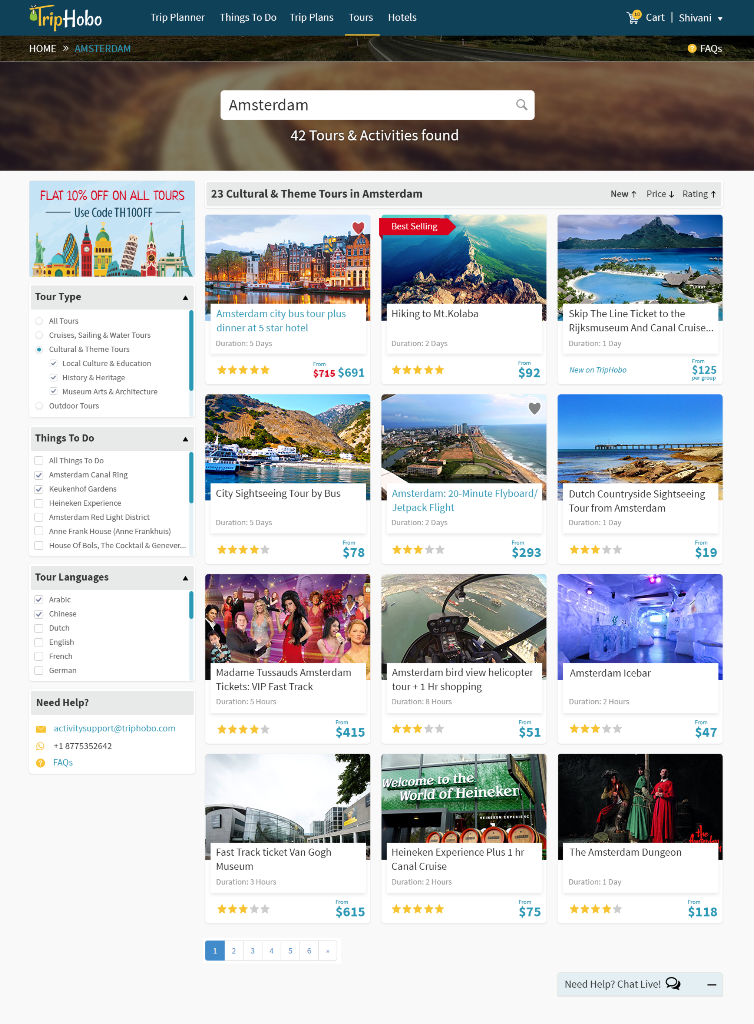 TripHobo
Trip Planner
Things To Do
Trip Plans
Tours
Hotels
Cart
Shivani
HOME » AMSTERDAM
FAQs
Amsterdam
42 Tours & Activities found
FLAT 10% OFF ON ALL TOURS
Use Code TH10OFF
Tour Type
All Tours
Cruises, Sailing & Water Tours
Cultural & Theme Tours
Local Culture & Education
History & Heritage
Museum Arts & Architecture
Outdoor Tours
Things To Do
All Things To Do
Amsterdam Canal Ring
Keukenhof Gardens
Heineken Experience
Amsterdam Red Light District
Anne Frank House (Anne Frankhuis)
House Of Bols, The Cocktail & Genever...
Tour Languages
Arabic
Chinese
Dutch
English
French
German
Need Help?
activitysupport@triphobo.com
+1 8775352642
FAQs
23 Cultural & Theme Tours in Amsterdam
New ↑
Price ↓
Rating ↑
Amsterdam city bus tour plus
dinner at 5 star hotel
Duration: 5 Days
From
$715 $691
Best Selling
Hiking to Mt.Kolaba
Duration: 2 Days
From
$92
Skip The Line Ticket to the
Rijksmuseum And Canal Cruise...
Duration: 1 Day
New on TripHobo
From
$125
per group
City Sightseeing Tour by Bus
Duration: 5 Days
From
$78
Amsterdam: 20-Minute Flyboard/
Jetpack Flight
Duration: 2 Days
From
$293
Dutch Countryside Sightseeing
Tour from Amsterdam
Duration: 1 Day
From
$19
Madame Tussauds Amsterdam
Tickets: VIP Fast Track
Duration: 5 Hours
From
$415
Amsterdam bird view helicopter
tour + 1 Hr shopping
Duration: 8 Hours
From
$51
Amsterdam Icebar
Duration: 2 Hours
From
$47
Fast Track ticket Van Gogh
Museum
Duration: 3 Hours
From
$615
Welcome to the
World of Heineken
HEINEKEN EXPERIENCE
Heineken Experience Plus 1 hr
Canal Cruise
Duration: 2 Hours
From
$75
The Amsterdam Dungeon
Duration: 1 Day
From
$118
1 2 3 4 5 6 »
Need Help? Chat Live!